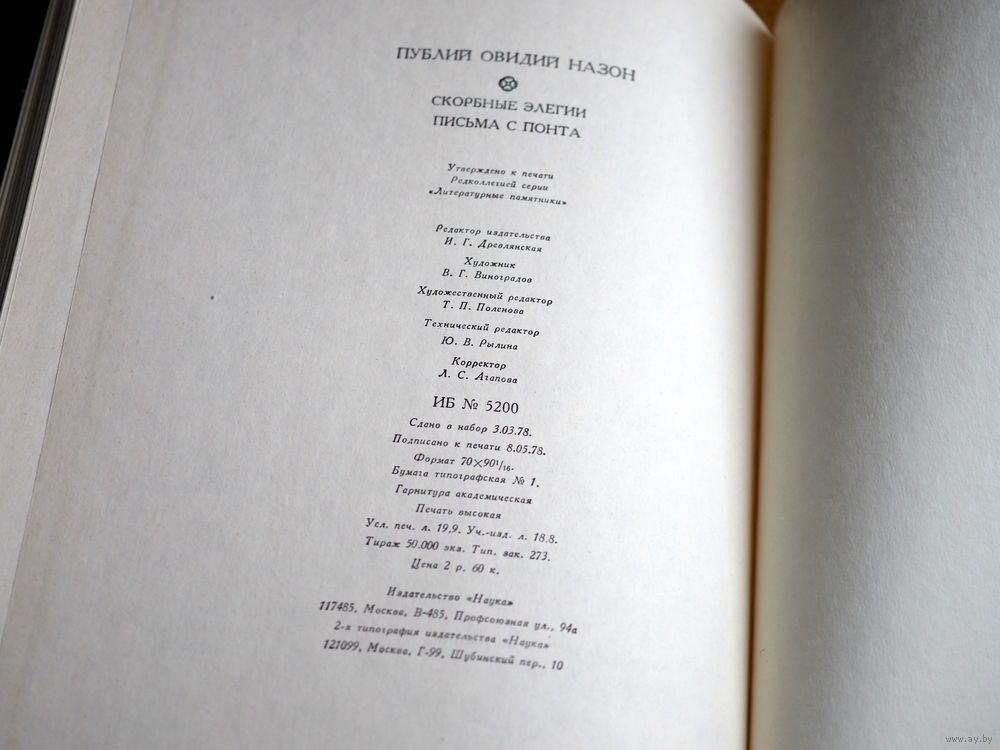 ПУБЛИЙ ОВИДИЙ НАЗОН
СКОРБНЫЕ ЭЛЕГИИ
ПИСЬМА С ПОНТА
Утверждено к печати
Редколлегией серии
«Литературные памятники»
Редактор издательства
И. Г. Древлянская
Художник
В. Г. Виноградов
Художественный редактор
Т. П. Поленова
Технический редактор
Ю. В. Рылина
Корректор
Л. С. Агапова
ИБ № 5200
Сдано в набор 3.03.78.
Подписано к печати 8.05.78.
Формат 70×90¹/₁₆.
Бумага типографская № 1.
Гарнитура академическая
Печать высокая
Усл. печ. л. 19,9. Уч.-изд. л. 18.8.
Тираж 50.000 экз. Тип. зак. 273.
Цена 2 р. 60 к.
Издательство «Наука»
117485, Москва, В-485, Профсоюзная ул., 94а
2-я типография издательства «Наука»
121099, Москва, Г-99, Шубинский пер., 10
www.ay.by